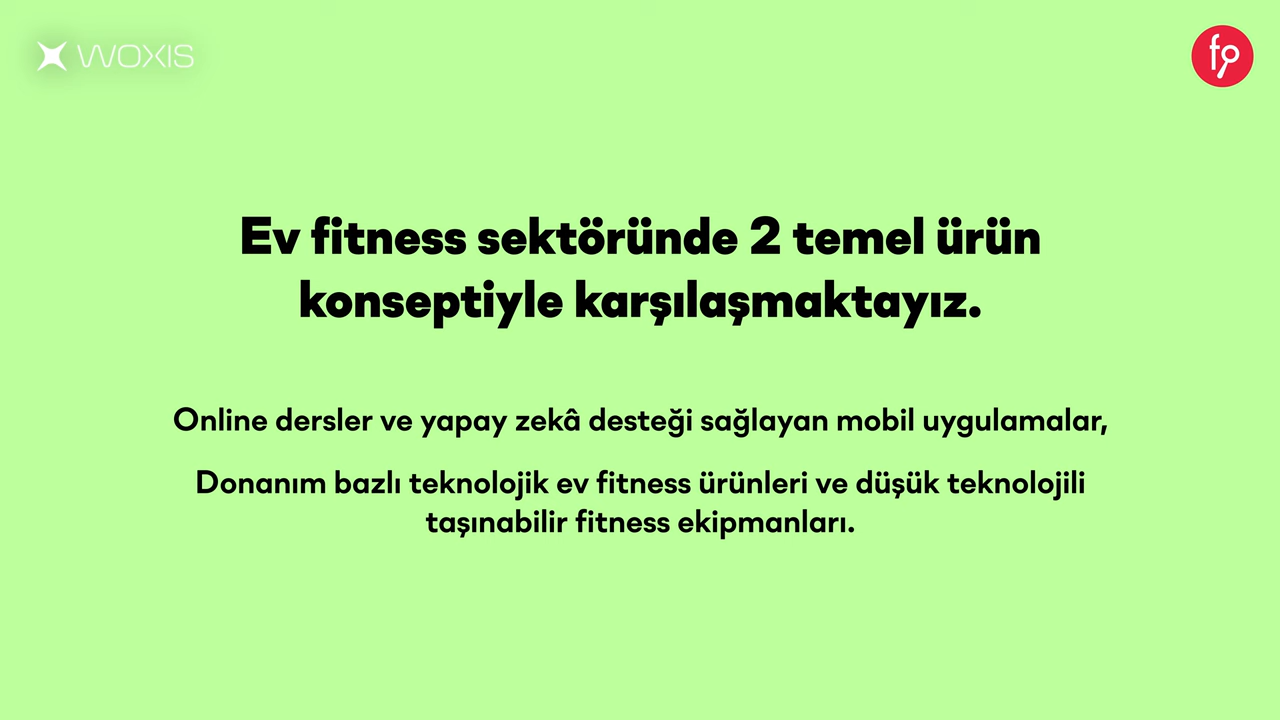 WOXIS
fp
Ev fitness sektöründe 2 temel ürün
konseptiyle karşılaşmaktayız.
Online dersler ve yapay zekâ desteği sağlayan mobil uygulamalar,
Donanım bazlı teknolojik ev fitness ürünleri ve düşük teknolojili
taşınabilir fitness ekipmanları.